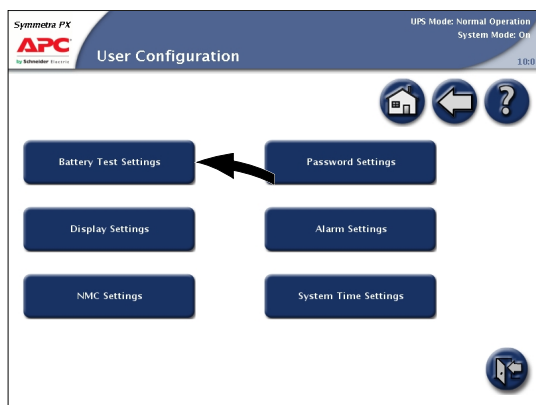 Symmetra PX
UPS Mode: Normal Operation
System Mode: On
APC
by Schneider Electric
User Configuration
10:0
?
Battery Test Settings
Password Settings
Display Settings
Alarm Settings
NMC Settings
System Time Settings